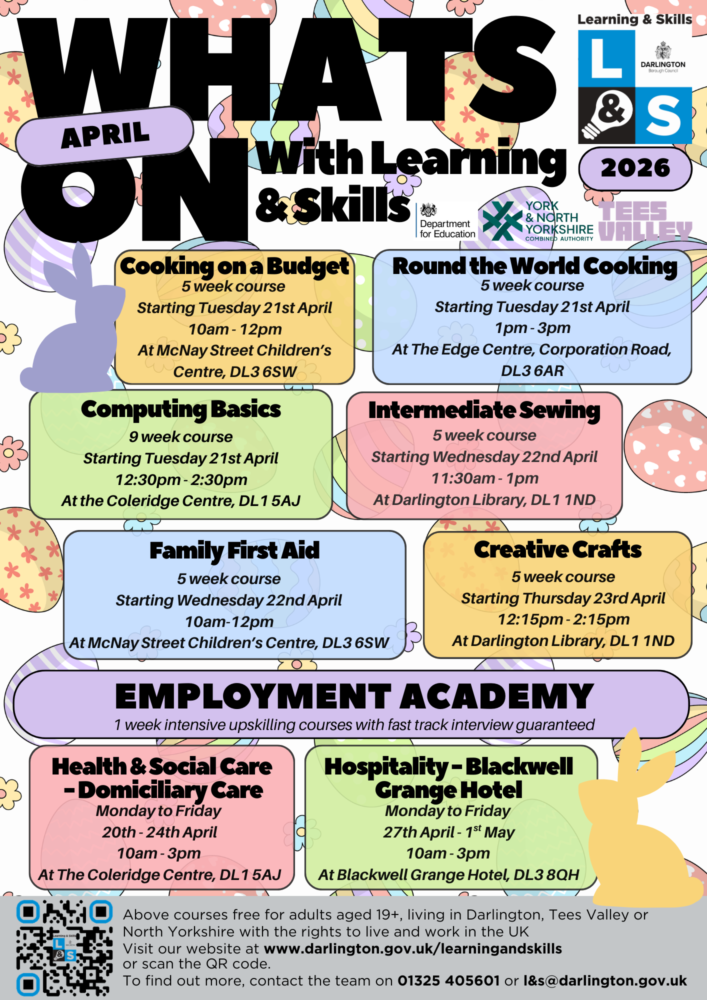 WHATS
APRIL
ON
With Learning
& Skills
Learning & Skills
L
DARLINGTON
Borough Council
&
S
2026
Department
for Education
YORK
& NORTH
YORKSHIRE
COMBINED AUTHORITY
TEES
VALLEY
Cooking on a Budget
5 week course
Starting Tuesday 21st April
10am - 12pm
At McNay Street Children's
Centre, DL3 6SW
Round the World Cooking
5 week course
Starting Tuesday 21st April
1pm - 3pm
At The Edge Centre, Corporation Road,
DL3 6AR
Computing Basics
9 week course
Starting Tuesday 21st April
12:30pm - 2:30pm
At the Coleridge Centre, DL1 5AJ
Intermediate Sewing
5 week course
Starting Wednesday 22nd April
11:30am - 1pm
At Darlington Library, DL1 1ND
Family First Aid
5 week course
Starting Wednesday 22nd April
10am-12pm
At McNay Street Children's Centre, DL3 6SW
Creative Crafts
5 week course
Starting Thursday 23rd April
12:15pm - 2:15pm
At Darlington Library, DL1 1ND
EMPLOYMENT ACADEMY
1 week intensive upskilling courses with fast track interview guaranteed
Health & Social Care
– Domiciliary Care
Monday to Friday
20th - 24th April
10am - 3pm
At The Coleridge Centre, DL1 5AJ
Hospitality – Blackwell
Grange Hotel
Monday to Friday
27th April - 1st May
10am - 3pm
At Blackwell Grange Hotel, DL3 8QH
Learning & Skills
L
&
S
Above courses free for adults aged 19+, living in Darlington, Tees Valley or
North Yorkshire with the rights to live and work in the UK
Visit our website at www.darlington.gov.uk/learningandskills
or scan the QR code.
To find out more, contact the team on 01325 405601 or l&s@darlington.gov.uk